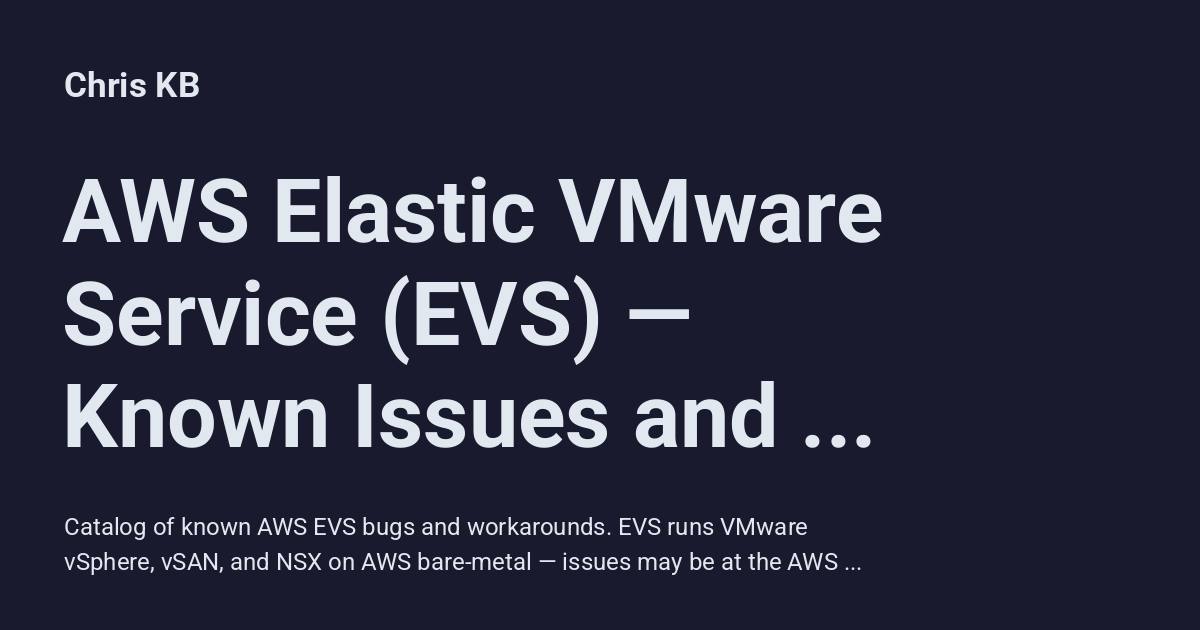 Chris KB
AWS Elastic VMware
Service (EVS) —
Known Issues and ...
Catalog of known AWS EVS bugs and workarounds. EVS runs VMware
vSphere, vSAN, and NSX on AWS bare-metal — issues may be at the AWS ...